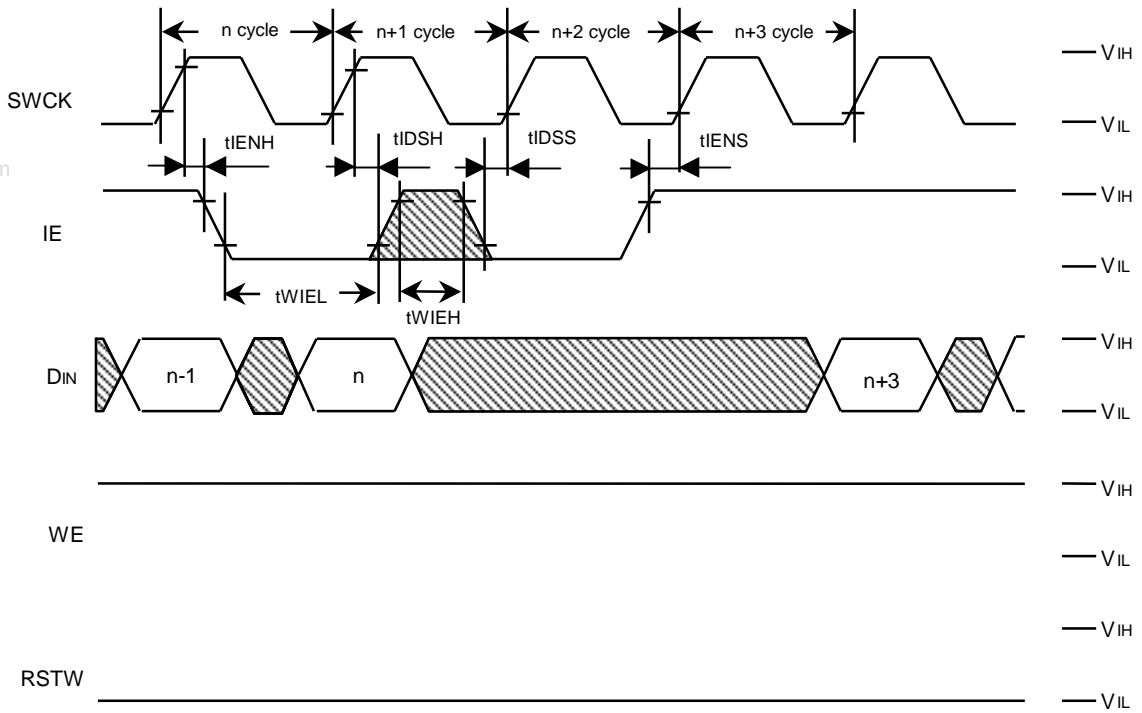 n cycle n+1 cycle n+2 cycle n+3 cycle
VIH
SWCK
VIL
tIENH tIDSH tIDSS tIENS
m
VIH
IE
VIL
tWIEL
tWIEH
VIH
DIN n-1 n n+3
VIL
VIH
WE
VIL
VIH
RSTW
VIL